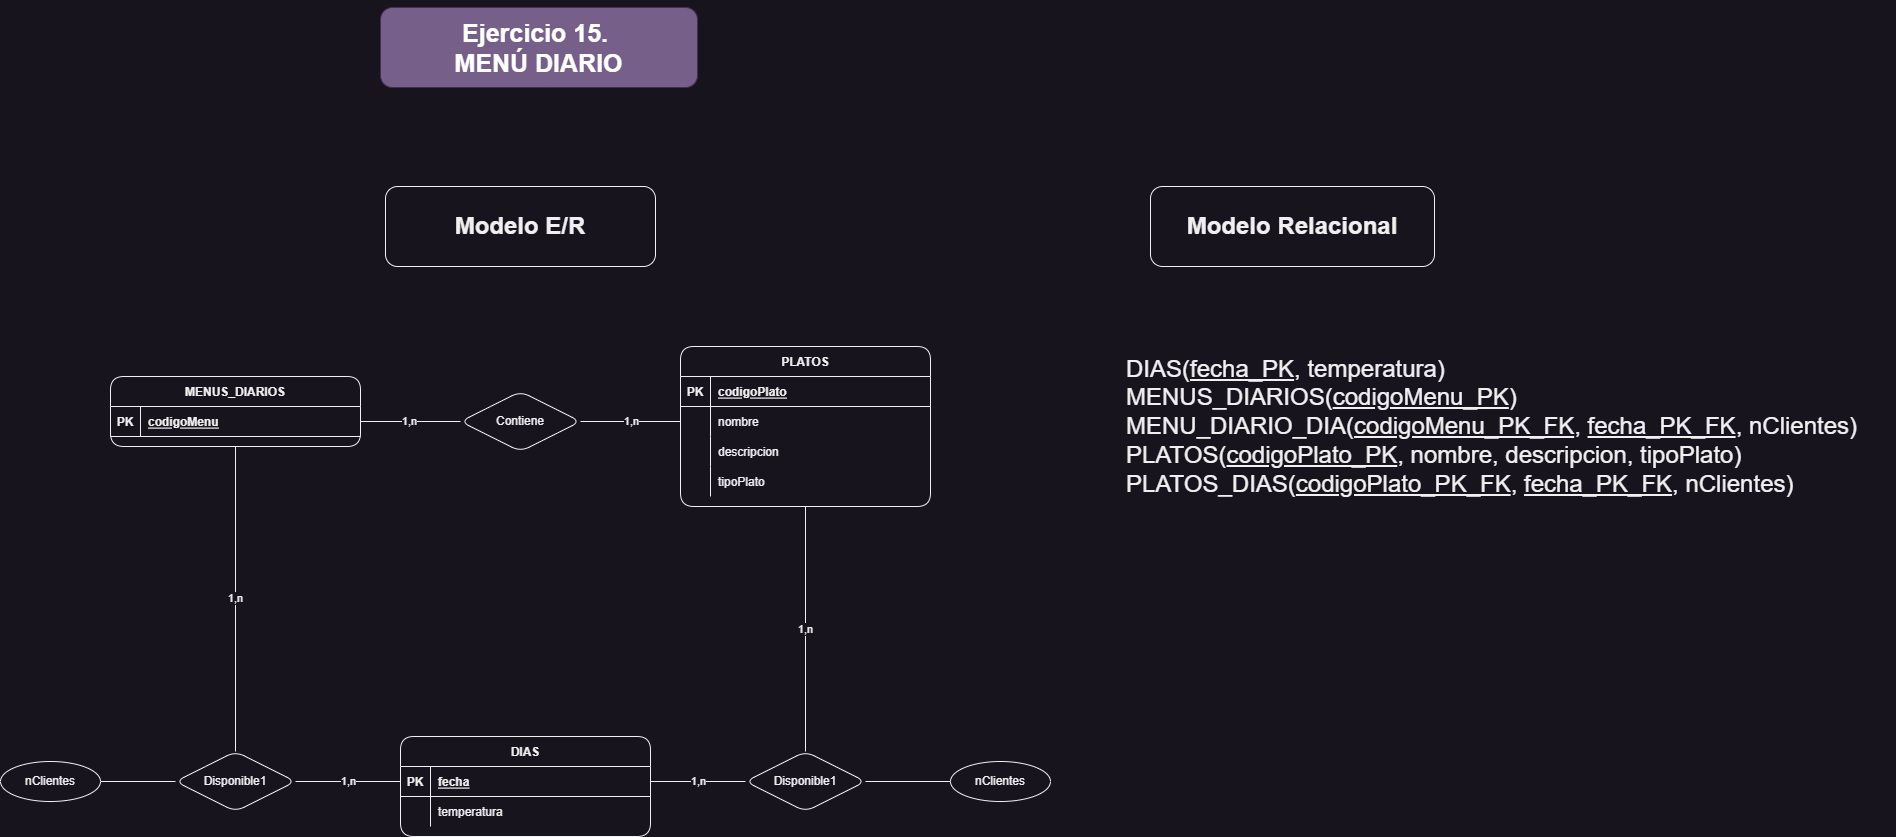 Ejercicio 15.
MENÚ DIARIO
Modelo E/R
Modelo Relacional
MENUS_DIARIOS
PK codigoMenu
1,n
Contiene
1,n
PLATOS
PK codigoPlato
nombre
descripcion
tipoPlato
DIAS(fecha_PK, temperatura)
MENUS_DIARIOS(codigoMenu_PK)
MENU_DIARIO_DIA(codigoMenu_PK_FK, fecha_PK_FK, nClientes)
PLATOS(codigoPlato_PK, nombre, descripcion, tipoPlato)
PLATOS_DIAS(codigoPlato_PK_FK, fecha_PK_FK, nClientes)
1,n
1,n
nClientes
Disponible1
1,n
DIAS
PK fecha
temperatura
1,n
Disponible1
nClientes